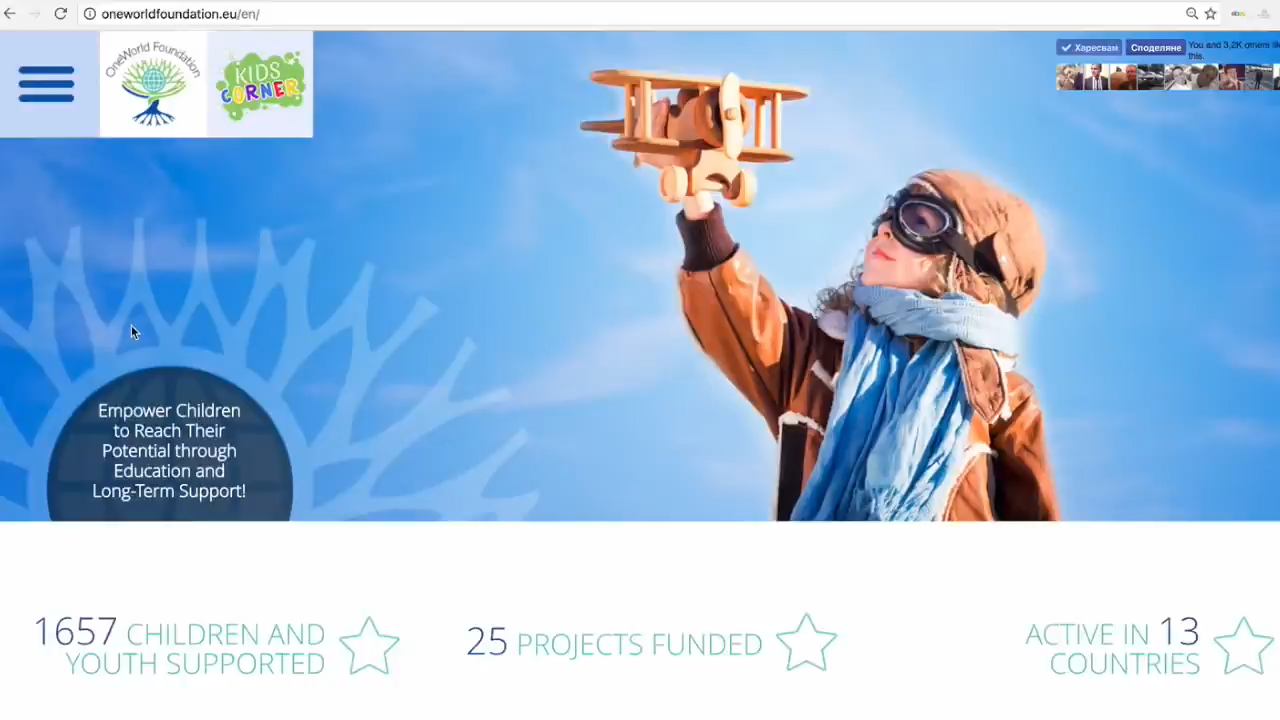 oneworldfoundation.eu/en/
OneWorld Foundation
KIDS
CORNER
Харесвам
Споделяне
You and 3,2K others like
this.
Empower Children
to Reach Their
Potential through
Education and
Long-Term Support!
1657 CHILDREN AND
YOUTH SUPPORTED
25 PROJECTS FUNDED
ACTIVE IN 13
COUNTRIES